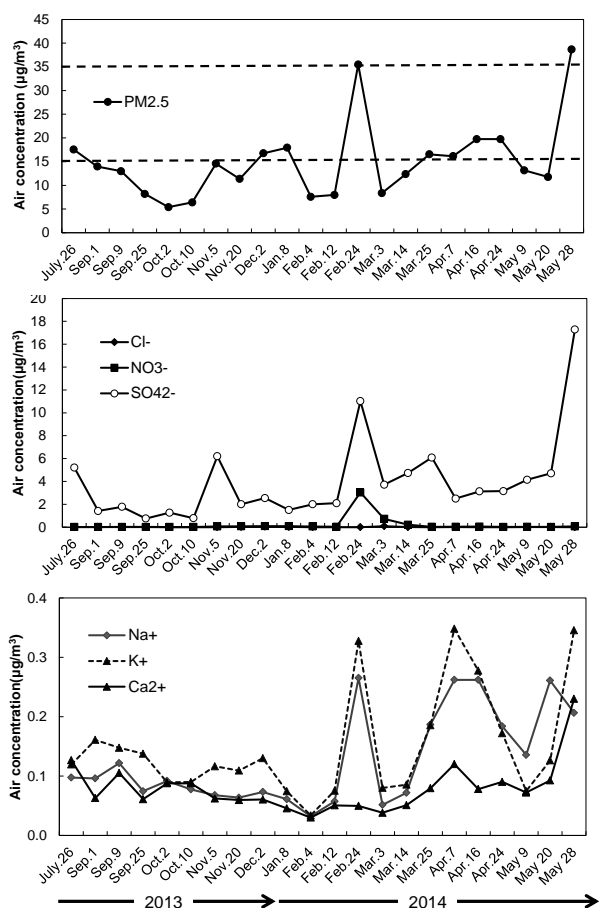 45
40
35
30
25
20
15
10
5
0
Air concentration (µg/m³)
PM2.5
July.26 Sep.1 Sep.9 Sep.25 Oct.2 Oct.10 Nov.5 Nov.20 Dec.2 Jan.8 Feb.4 Feb.12 Feb.24 Mar.3 Mar.14 Mar.25 Apr.7 Apr.16 Apr.24 May 9 May 20 May 28
20
18
16
14
12
10
8
6
4
2
0
Air concentration(µg/m³)
Cl-
NO3-
SO42-
July.26 Sep.1 Sep.9 Sep.25 Oct.2 Oct.10 Nov.5 Nov.20 Dec.2 Jan.8 Feb.4 Feb.12 Feb.24 Mar.3 Mar.14 Mar.25 Apr.7 Apr.16 Apr.24 May 9 May 20 May 28
0.4
0.3
0.2
0.1
0.0
Air concentration(µg/m³)
Na+
K+
Ca2+
July.26 Sep.1 Sep.9 Sep.25 Oct.2 Oct.10 Nov.5 Nov.20 Dec.2 Jan.8 Feb.4 Feb.12 Feb.24 Mar.3 Mar.14 Mar.25 Apr.7 Apr.16 Apr.24 May 9 May 20 May 28
2013 2014